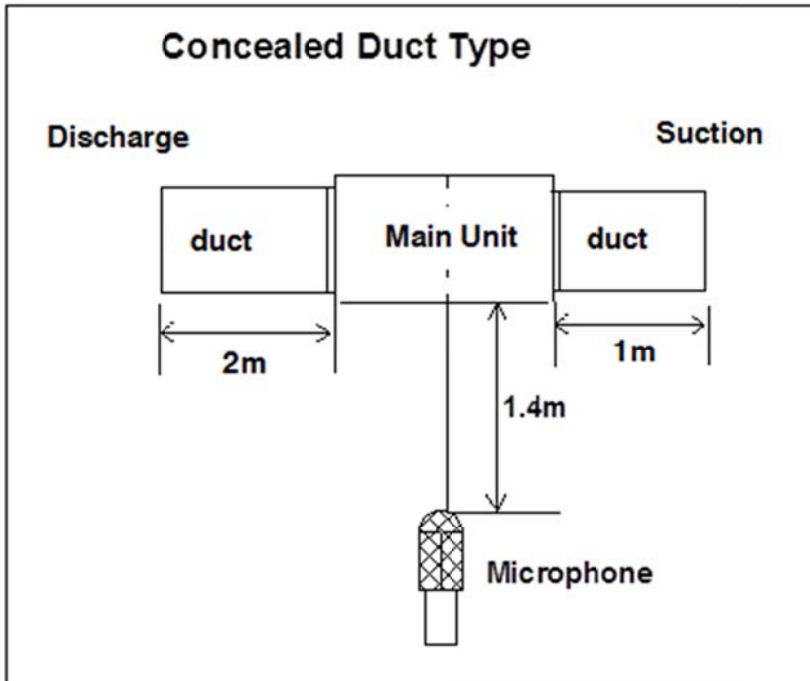 Concealed Duct Type
Discharge
Suction
duct
Main Unit
duct
2m
1m
1.4m
Microphone